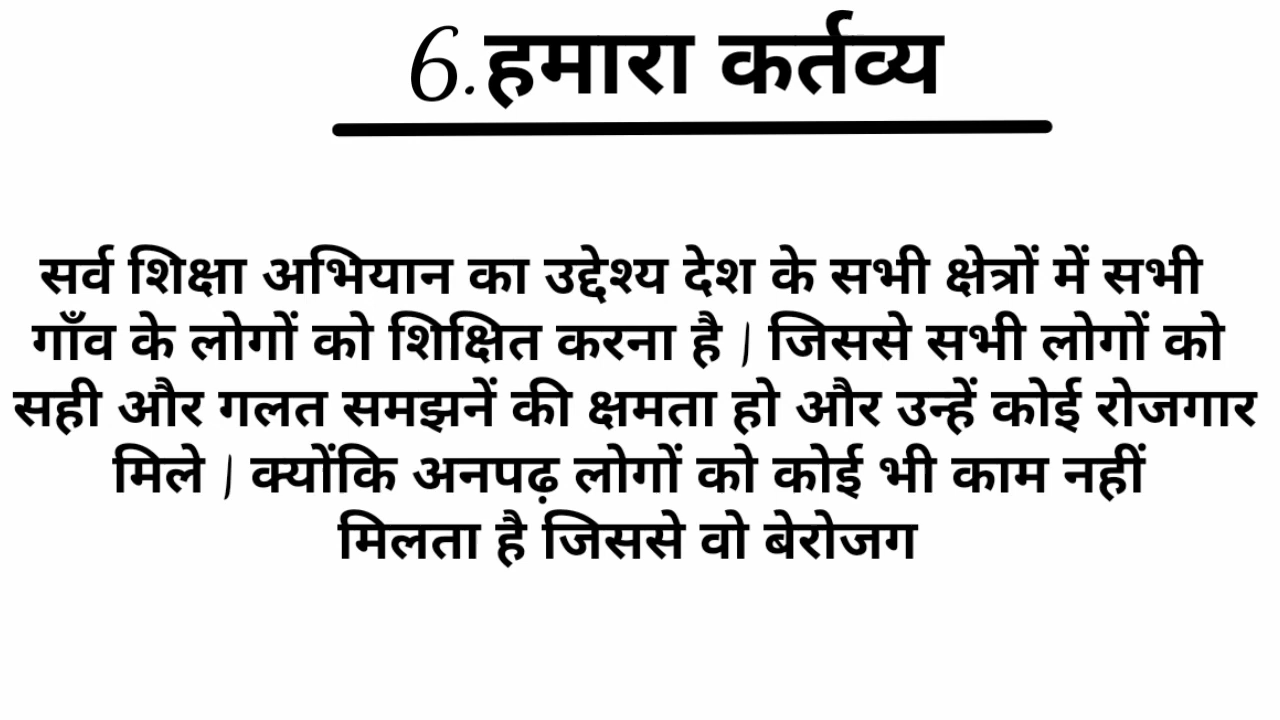 6.हमारा कर्तव्य
सर्व शिक्षा अभियान का उद्देश्य देश के सभी क्षेत्रों में सभी
गाँव के लोगों को शिक्षित करना है | जिससे सभी लोगों को
सही और गलत समझनें की क्षमता हो और उन्हें कोई रोजगार
मिले | क्योंकि अनपढ़ लोगों को कोई भी काम नहीं
मिलता है जिससे वो बेरोजग